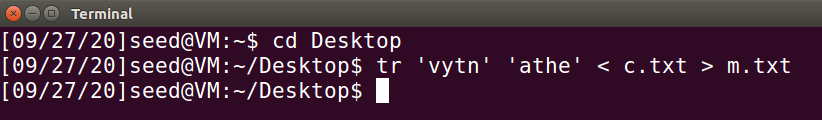 Terminal
[09/27/20]seed@VM:~$ cd Desktop
[09/27/20]seed@VM:~/Desktop$ tr 'vytn' 'athe' < c.txt > m.txt
[09/27/20]seed@VM:~/Desktop$